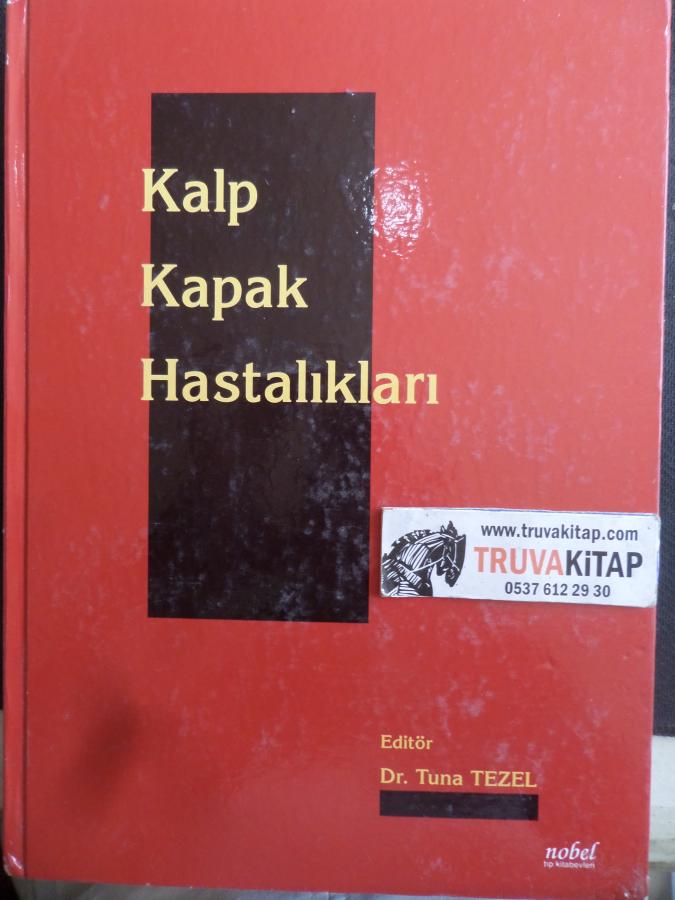 Kalp
Kapak
Hastalıkları
www.truvakitap.com
TRUVAKiTAP
0537 612 29 30
Editör
Dr. Tuna TEZEL
nobel
tıp kitabevleri